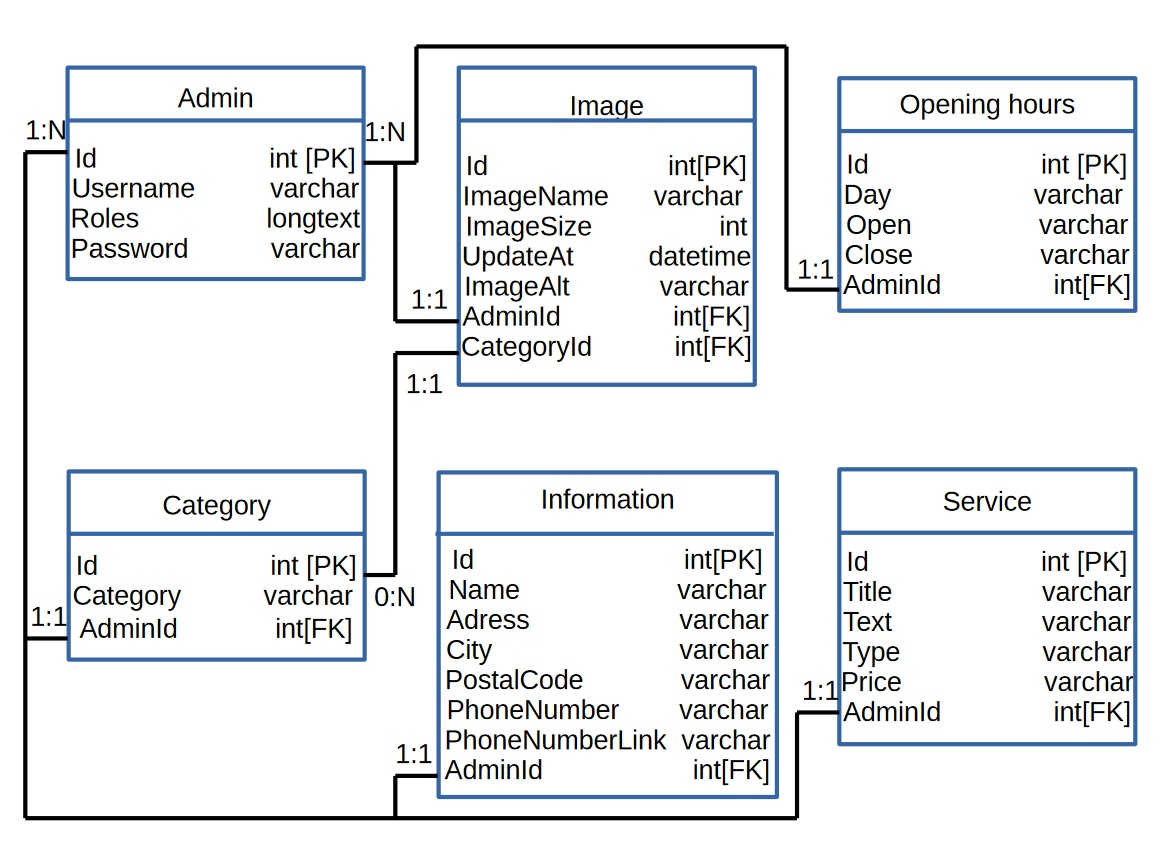 Admin
1:N
Id int [PK]
Username varchar
Roles longtext
Password varchar
1:N
Image
Id int[PK]
ImageName varchar
ImageSize int
UpdateAt datetime
ImageAlt varchar
1:1
AdminId int[FK]
CategoryId int[FK]
1:1
Opening hours
Id int [PK]
Day varchar
Open varchar
Close varchar
1:1
AdminId int[FK]
Category
Id int [PK]
Category varchar
1:1
AdminId int[FK]
0:N
Information
Id int[PK]
Name varchar
Adress varchar
City varchar
PostalCode varchar
PhoneNumber varchar
PhoneNumberLink varchar
1:1
AdminId int[FK]
Service
Id int [PK]
Title varchar
Text varchar
Type varchar
Price varchar
1:1
AdminId int[FK]